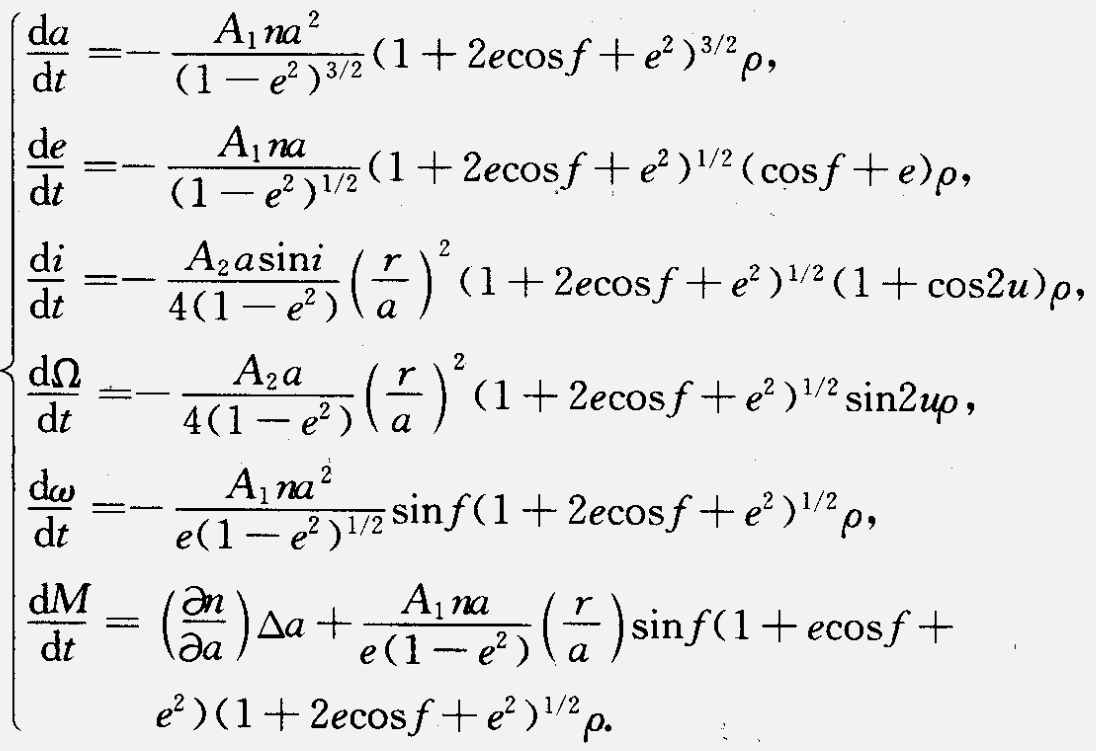 da/dt = − A₁na²/(1 − e²)^{3/2} (1 + 2ecosf + e²)^{3/2} ρ,
de/dt = − A₁na/(1 − e²)^{1/2} (1 + 2ecosf + e²)^{1/2} (cosf + e)ρ,
di/dt = − A₂asini/4(1 − e²) (r/a)² (1 + 2ecosf + e²)^{1/2} (1 + cos2u)ρ,
dΩ/dt = − A₂a/4(1 − e²) (r/a)² (1 + 2ecosf + e²)^{1/2} sin2uρ,
dω/dt = − A₁na²/e(1 − e²)^{1/2} sinf(1 + 2ecosf + e²)^{1/2} ρ,
dM/dt = (∂n/∂a)Δa + A₁na/e(1 − e²) (r/a)sinf(1 + ecosf +
e²)(1 + 2ecosf + e²)^{1/2} ρ.